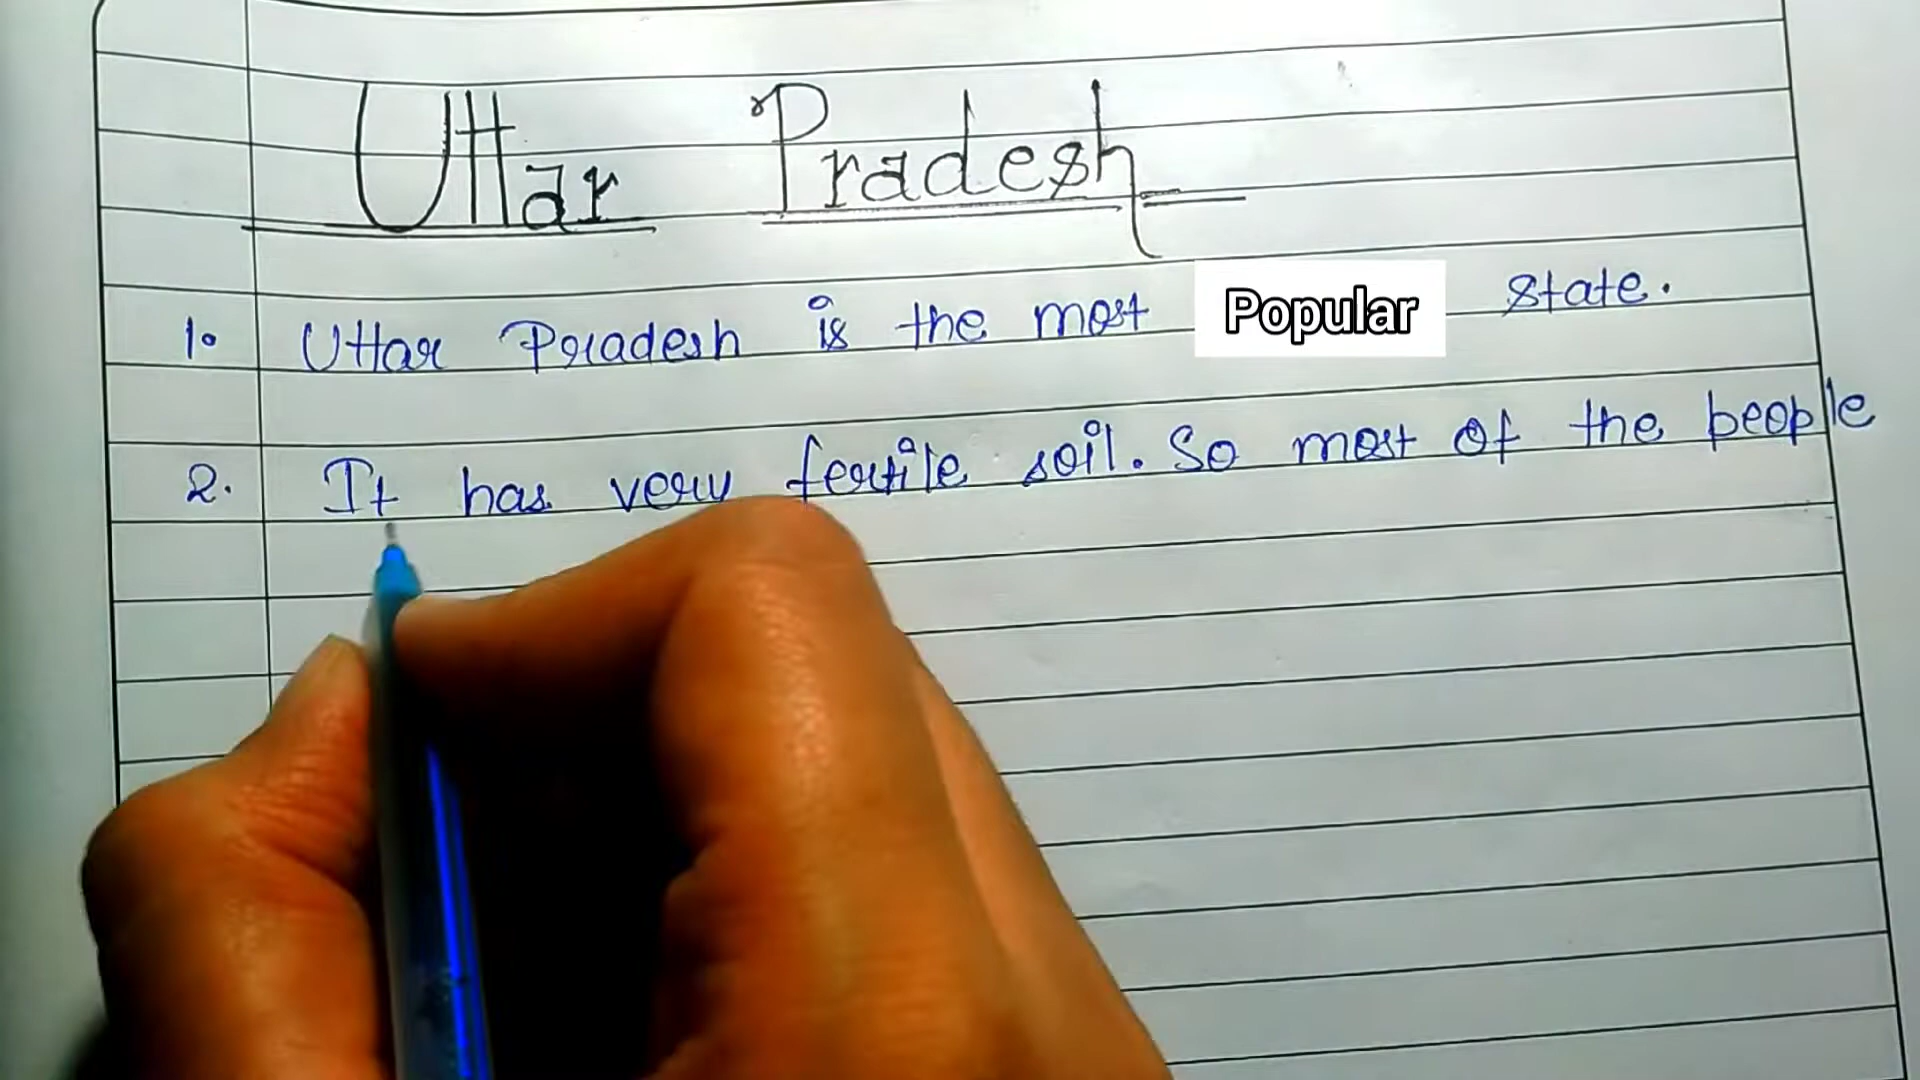 Uttar Pradesh
1. Uttar Pradesh is the most Popular state.
2. It has very fertile soil. So most of the people